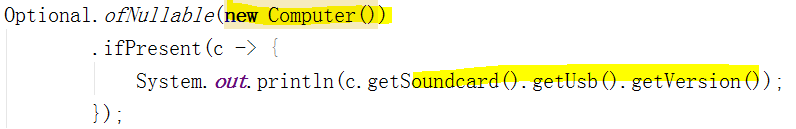 Optional.ofNullable(new Computer())
.ifPresent(c -> {
System.out.println(c.getSoundcard().getUsb().getVersion());
});